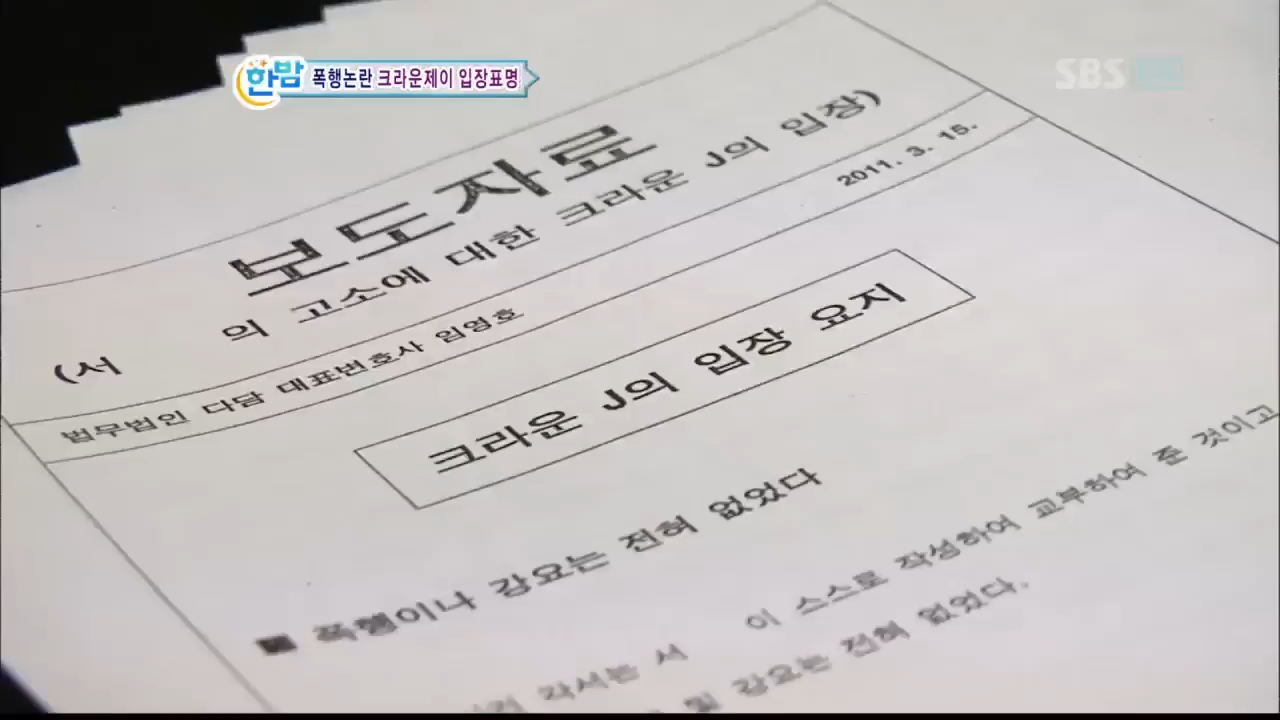 한밤 폭행논란 크라운제이 입장표명
SBS
보도자료
(서 의 고소에 대한 크라운 J의 입장)
2011. 3. 15.
법무법인 다담 대표변호사 임영호
크라운 J의 입장 요지
■ 폭행이나 강요는 전혀 없었다
각서는 서 이 스스로 작성하여 교부하여 준 것이고
및 강요는 전혀 없었다.